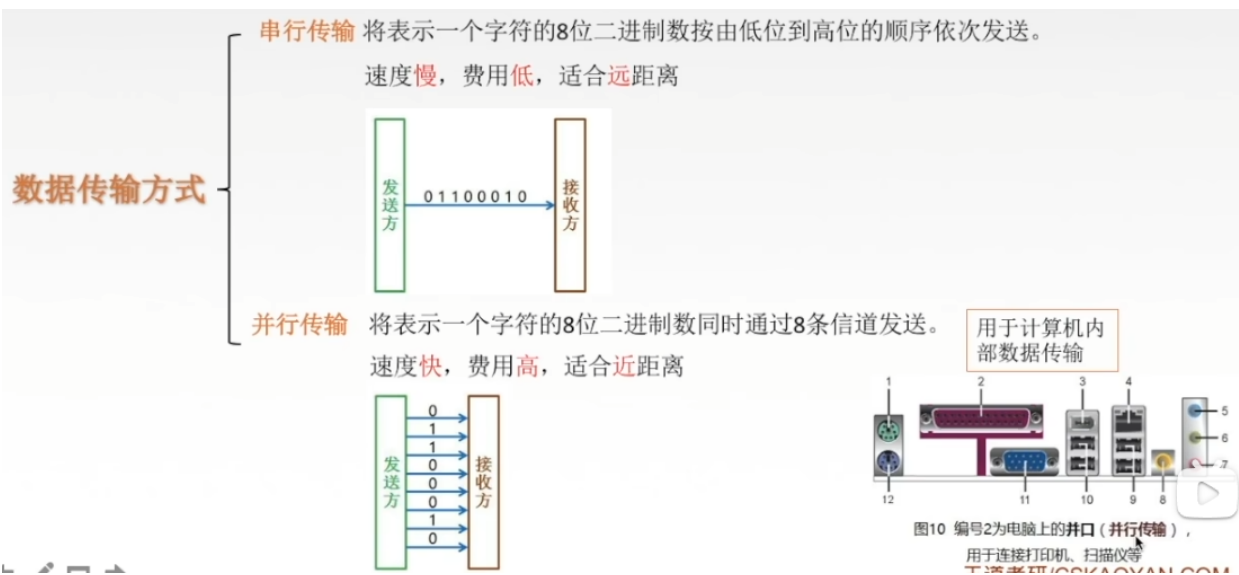 串行传输 将表示一个字符的8位二进制数按由低位到高位的顺序依次发送。
速度慢，费用低，适合远距离
数据传输方式
发送方
01100010
接收方
并行传输 将表示一个字符的8位二进制数同时通过8条信道发送。
速度快，费用高，适合近距离
用于计算机内
部数据传输
发送方
0
1
1
0
0
0
1
0
接收方
1
2
3
4
5
6
7
12
11
10
9
8
图10 编号2为电脑上的并口（并行传输），
用于连接打印机、扫描仪等
王道考研/CSKAOYAN.COM